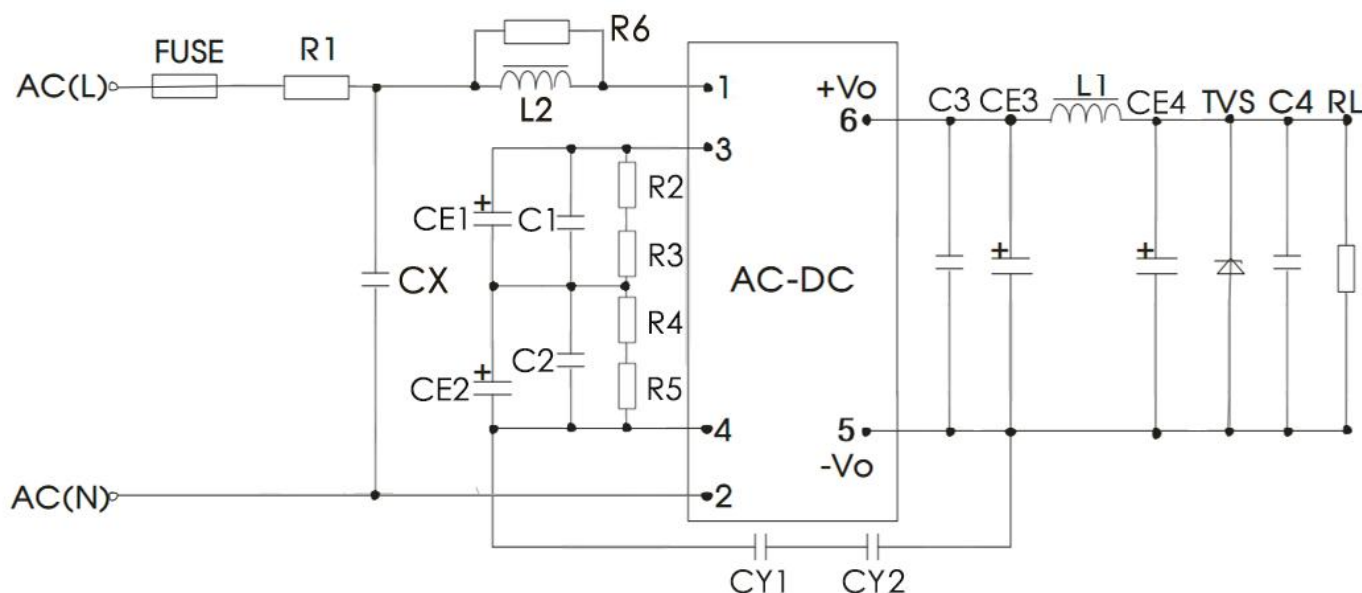 FUSE
R1
R6
AC(L)
L2
1
+Vo
6
C3
CE3
L1
CE4
TVS
C4
RL
3
R2
CE1
+
C1
R3
CX
AC-DC
+
+
R4
C2
CE2
+
R5
4
5
-Vo
AC(N)
2
CY1
CY2